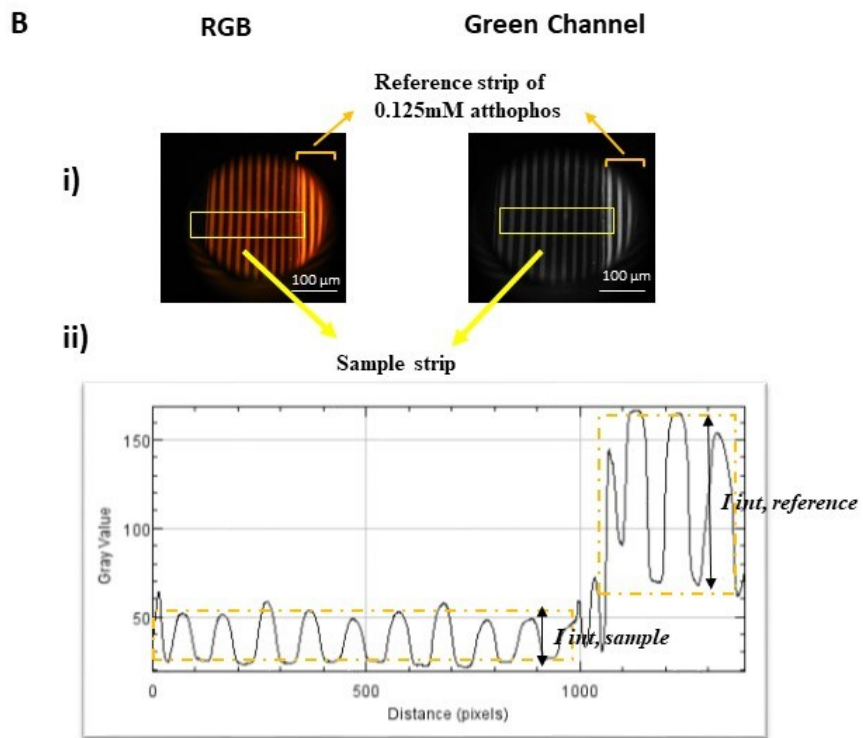 B
RGB
Green Channel
Reference strip of
0.125mM atthophos
i)
100 µm
100 µm
ii)
Sample strip
150
100
50
Gray Value
I int, reference
I int, sample
0
500
1000
Distance (pixels)